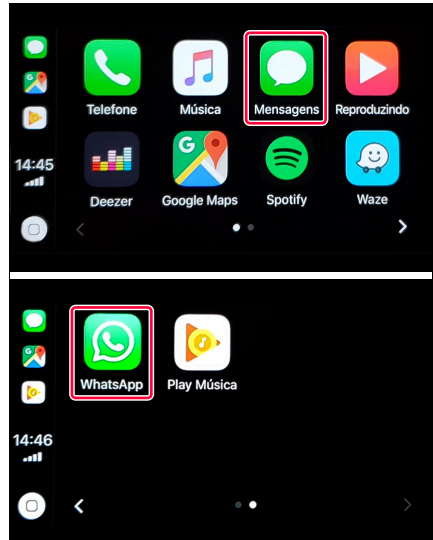 Telefone
Música
Mensagens
Reproduzindo
14:45
Deezer
Google Maps
Spotify
Waze
WhatsApp
Play Música
14:46